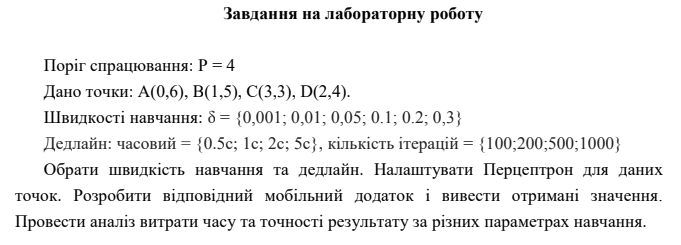 Завдання на лабораторну роботу
Поріг спрацювання: P = 4
Дано точки: A(0,6), B(1,5), C(3,3), D(2,4).
Швидкості навчання: δ = {0,001; 0,01; 0,05; 0.1; 0.2; 0,3}
Дедлайн: часовий = {0.5с; 1с; 2с; 5с}, кількість ітерацій = {100;200;500;1000}
Обрати швидкість навчання та дедлайн. Налаштувати Перцептрон для даних
точок. Розробити відповідний мобільний додаток і вивести отримані значення.
Провести аналіз витрати часу та точності результату за різних параметрах навчання.